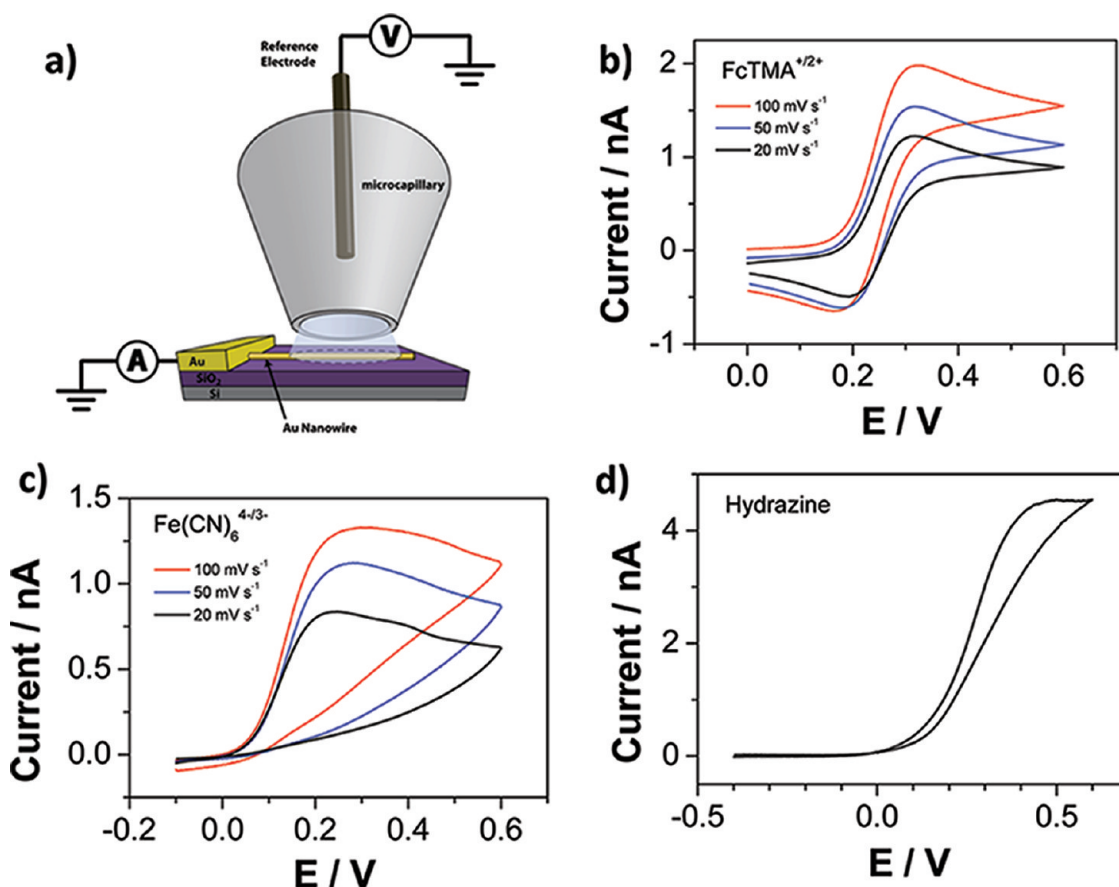 a)
Reference
Electrode
V
microcapillary
A
Au
SiO₂
Si
Au Nanowire
b)
FcTMA⁺/²⁺
100 mV s⁻¹
50 mV s⁻¹
20 mV s⁻¹
Current / nA
2
1
0
-1
0.0 0.2 0.4 0.6
E / V
c)
Fe(CN)₆⁴⁻/³⁻
100 mV s⁻¹
50 mV s⁻¹
20 mV s⁻¹
Current / nA
1.5
1.0
0.5
0.0
-0.2 0.0 0.2 0.4 0.6
E / V
d)
Hydrazine
Current / nA
4
2
0
-0.5 0.0 0.5
E / V